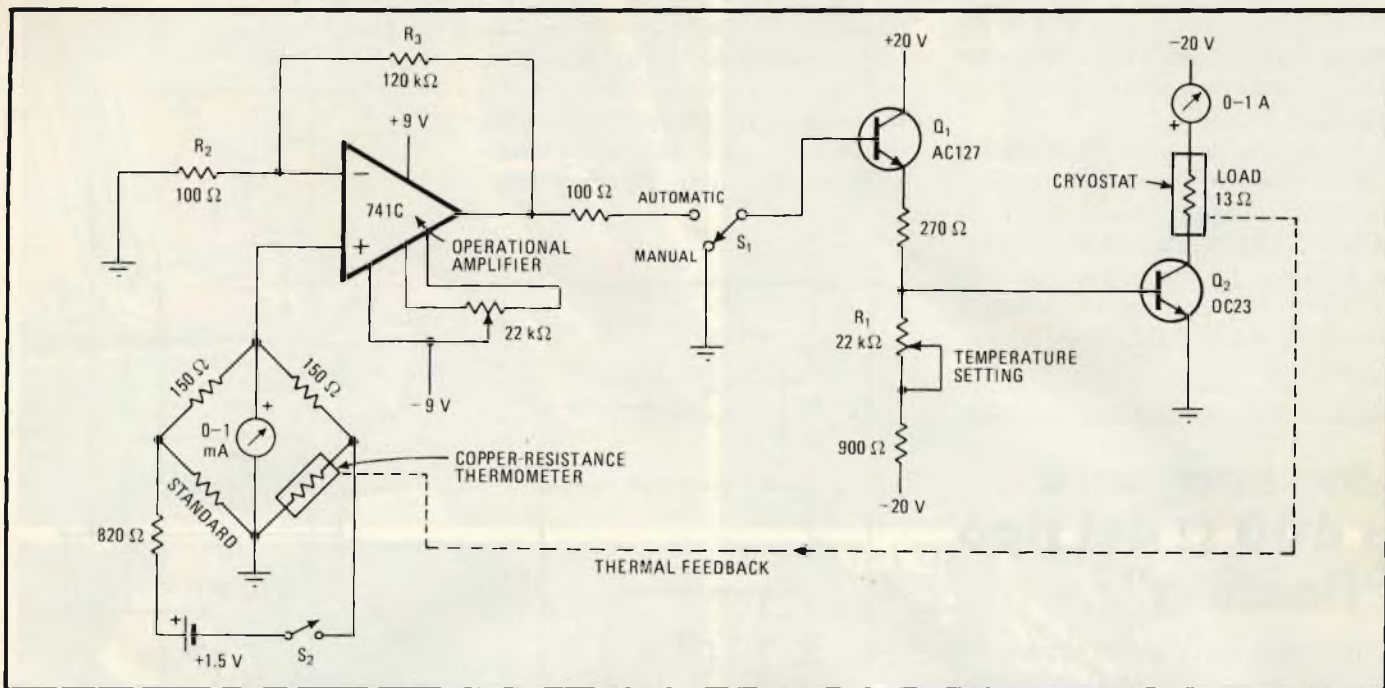 R3
120 kΩ
+9 V
R2
100 Ω
−
741C
+
OPERATIONAL
AMPLIFIER
22 kΩ
−9 V
100 Ω
AUTOMATIC
MANUAL
S1
+20 V
Q1
AC127
270 Ω
R1
22 kΩ
TEMPERATURE
SETTING
900 Ω
−20 V
−20 V
0–1 A
+
CRYOSTAT
LOAD
13 Ω
Q2
OC23
150 Ω
150 Ω
+
0–1
mA
STANDARD
COPPER-RESISTANCE
THERMOMETER
820 Ω
THERMAL FEEDBACK
+
+1.5 V
S2